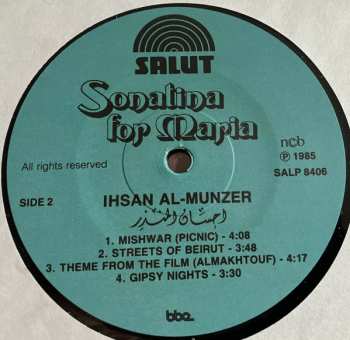 SALUT
Sonatina
for Maria
All rights reserved
ncb
℗ 1985
SALP 8406
SIDE 2
IHSAN AL-MUNZER
احسان المنذر
1. MISHWAR (PICNIC) - 4:08
2. STREETS OF BEIRUT - 3:48
3. THEME FROM THE FILM (ALMAKHTOUF) - 4:17
4. GIPSY NIGHTS - 3:30
bbe